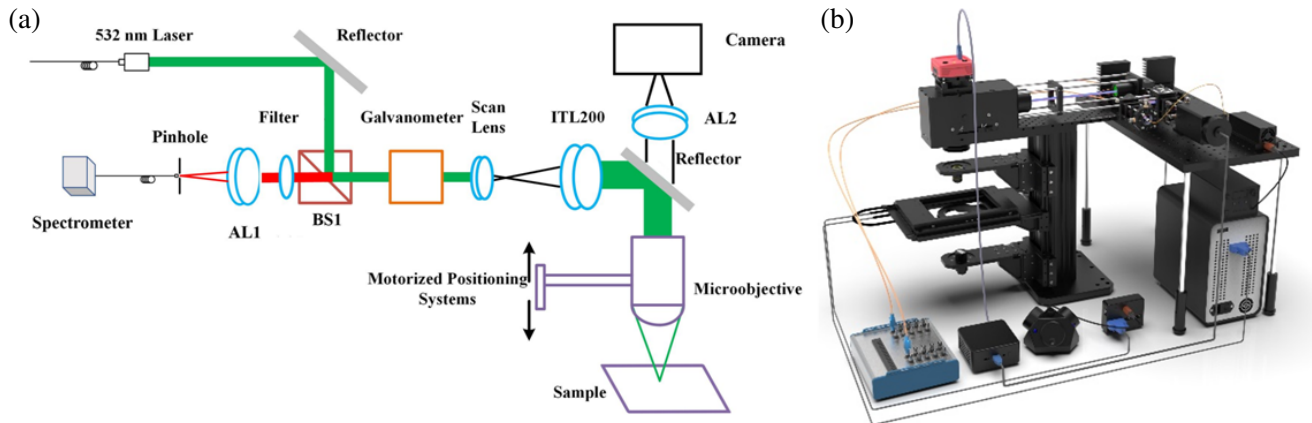 (a)
532 nm Laser
Reflector
Camera
Filter
Galvanometer
Scan
Lens
ITL200
AL2
Pinhole
Reflector
Spectrometer
AL1
BS1
Motorized Positioning
Systems
Microobjective
Sample
(b)